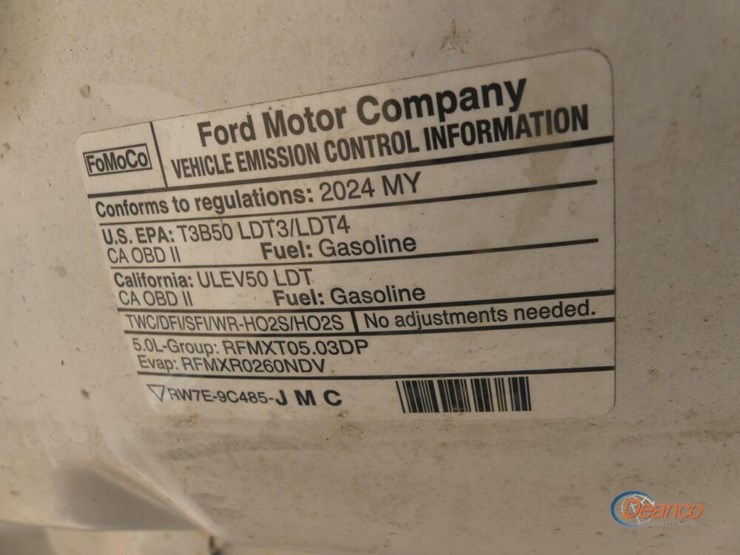 FoMoCo
Ford Motor Company
VEHICLE EMISSION CONTROL INFORMATION
Conforms to regulations: 2024 MY
U.S. EPA: T3B50 LDT3/LDT4
CA OBD II Fuel: Gasoline
California: ULEV50 LDT
CA OBD II Fuel: Gasoline
TWC/DFI/SFI/WR-HO2S/HO2S No adjustments needed.
5.0L-Group: RFMXT05.03DP
Evap: RFMXR0260NDV
RW7E-9C485-J M C
Deanco